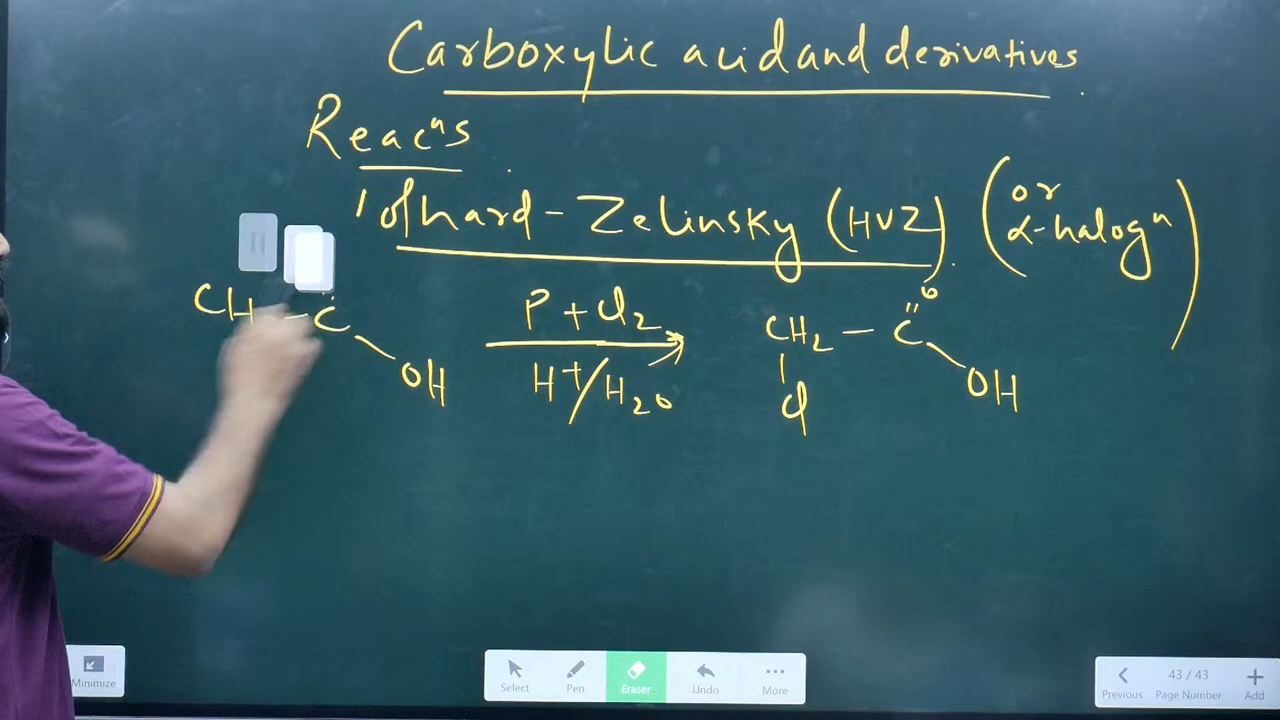 Carboxylic acid and derivatives
Reacⁿs
Volhard-Zelinsky (HVZ) (or α-halogⁿ)
CH – C
OH
P + Cl₂
H⁺/H₂O
CH₂ – C
O
OH
Cl
Minimize
Select
Pen
Eraser
Undo
More
Previous
43 / 43
Page Number
Add